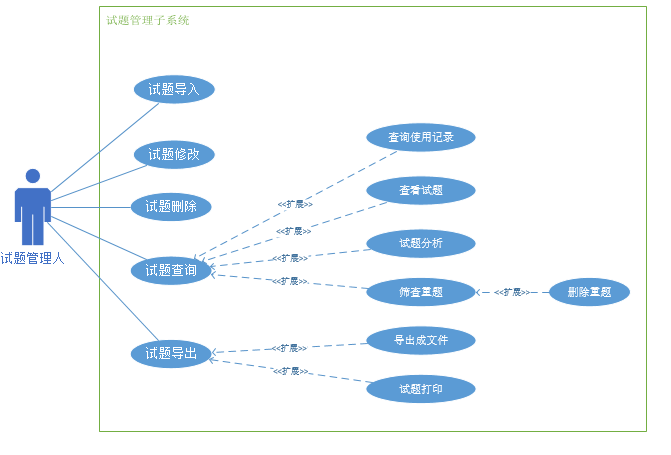 试题管理子系统
试题导入
试题修改
试题删除
试题查询
试题导出
试题管理人
查询使用记录
查看试题
试题分析
筛查重题
删除重题
导出成文件
试题打印
<<扩展>>
<<扩展>>
<<扩展>>
<<扩展>>
<<扩展>>
<<扩展>>
<<扩展>>